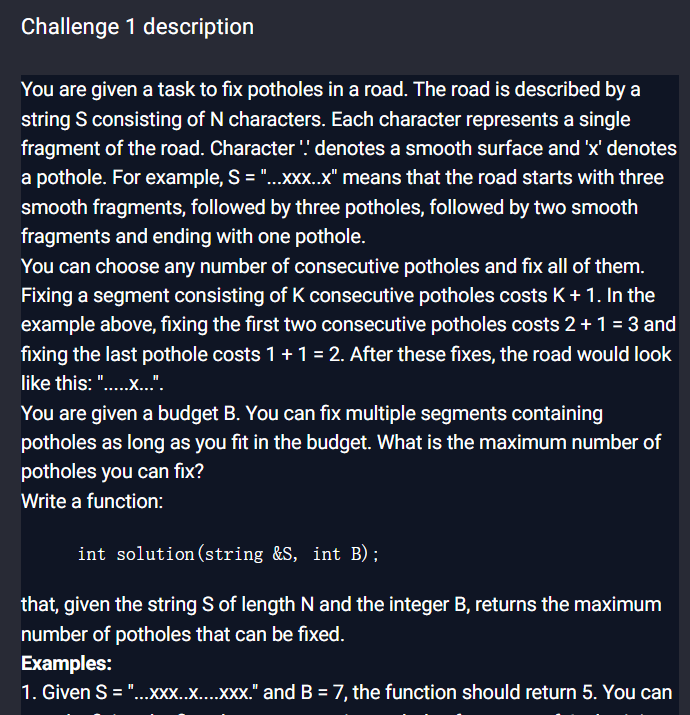 Challenge 1 description
You are given a task to fix potholes in a road. The road is described by a
string S consisting of N characters. Each character represents a single
fragment of the road. Character '.' denotes a smooth surface and 'x' denotes
a pothole. For example, S = "...xxx..x" means that the road starts with three
smooth fragments, followed by three potholes, followed by two smooth
fragments and ending with one pothole.
You can choose any number of consecutive potholes and fix all of them.
Fixing a segment consisting of K consecutive potholes costs K + 1. In the
example above, fixing the first two consecutive potholes costs 2 + 1 = 3 and
fixing the last pothole costs 1 + 1 = 2. After these fixes, the road would look
like this: ".....x...".
You are given a budget B. You can fix multiple segments containing
potholes as long as you fit in the budget. What is the maximum number of
potholes you can fix?
Write a function:
int solution(string &S, int B);
that, given the string S of length N and the integer B, returns the maximum
number of potholes that can be fixed.
Examples:
1. Given S = "...xxx..x....xxx." and B = 7, the function should return 5. You can